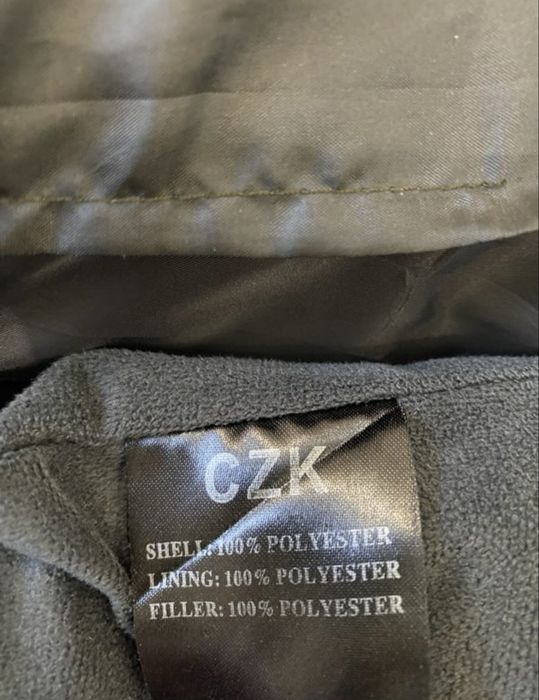 CZK
SHELL: 100% POLYESTER
LINING: 100% POLYESTER
FILLER: 100% POLYESTER